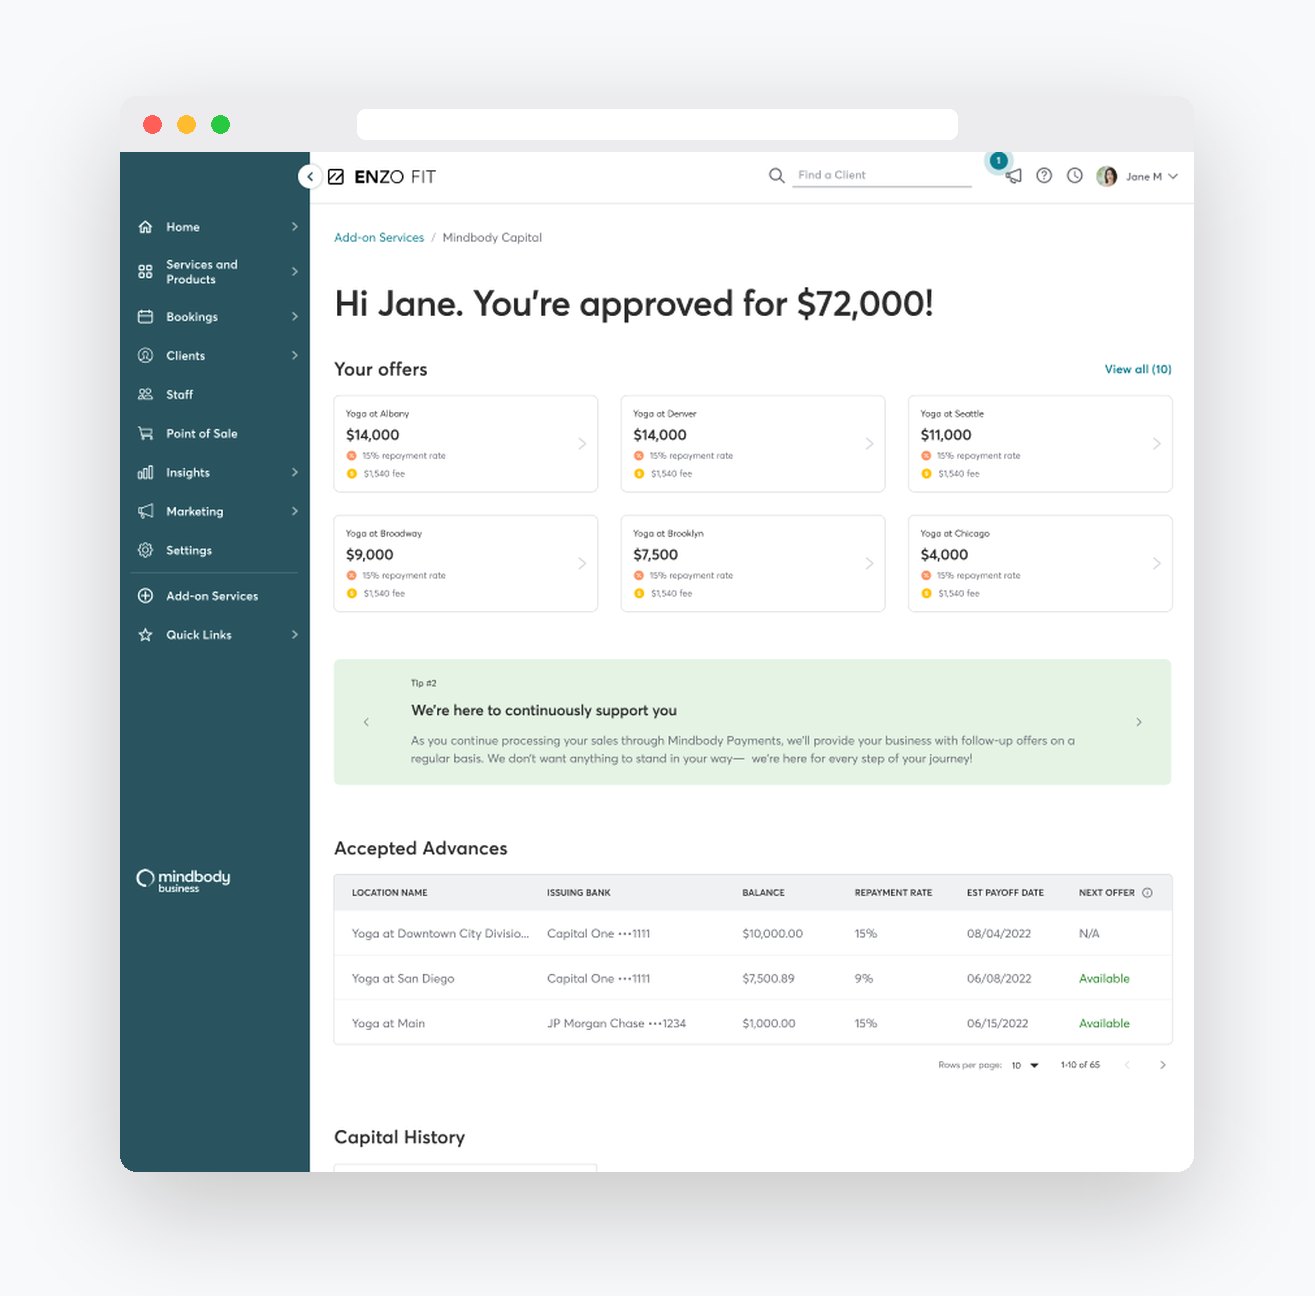 ENZO FIT
Find a Client
1
Jane M
Home
Services and
Products
Bookings
Clients
Staff
Point of Sale
Insights
Marketing
Settings
Add-on Services
Quick Links
mindbody
business
Add-on Services / Mindbody Capital
Hi Jane. You're approved for $72,000!
Your offers
View all (10)
Yoga at Albany
$14,000
15% repayment rate
$1,540 fee
Yoga at Denver
$14,000
15% repayment rate
$1,540 fee
Yoga at Seattle
$11,000
15% repayment rate
$1,540 fee
Yoga at Broadway
$9,000
15% repayment rate
$1,540 fee
Yoga at Brooklyn
$7,500
15% repayment rate
$1,540 fee
Yoga at Chicago
$4,000
15% repayment rate
$1,540 fee
Tip #2
We're here to continuously support you
As you continue processing your sales through Mindbody Payments, we'll provide your business with follow-up offers on a
regular basis. We don't want anything to stand in your way— we're here for every step of your journey!
Accepted Advances
LOCATION NAME ISSUING BANK BALANCE REPAYMENT RATE EST PAYOFF DATE NEXT OFFER
Yoga at Downtown City Divisio... Capital One •••1111 $10,000.00 15% 08/04/2022 N/A
Yoga at San Diego Capital One •••1111 $7,500.89 9% 06/08/2022 Available
Yoga at Main JP Morgan Chase •••1234 $1,000.00 15% 06/15/2022 Available
Rows per page: 10 1-10 of 65
Capital History